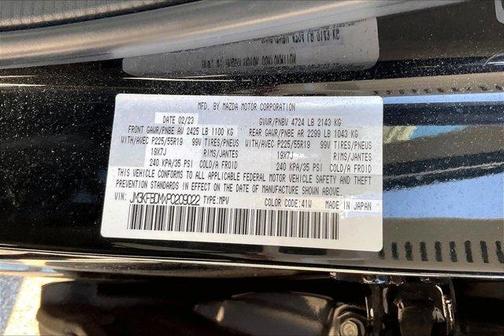 MFD. BY MAZDA MOTOR CORPORATION
DATE 02/23 GVWR/PNBV 4724 LB 2143 KG
FRONT GAWR/PNBE AV 2425 LB 1100 KG REAR GAWR/PNBE AR 2299 LB 1043 KG
WITH/AVEC P225/55R19 99V TIRES/PNEUS WITH/AVEC P225/55R19 99V TIRES/PNEUS
19X7J RIMS/JANTES 19X7J RIMS/JANTES
240 KPA/35 PSI COLD/A FROID 240 KPA/35 PSI COLD/A FROID
THIS VEHICLE CONFORMS TO ALL APPLICABLE FEDERAL MOTOR VEHICLE SAFETY AND
THEFT PREVENTION STANDARDS IN EFFECT ON THE DATE OF MANUFACTURE SHOWN ABOVE.
VIN: TYPE:MPV COLOR CODE:41W MADE IN JAPAN